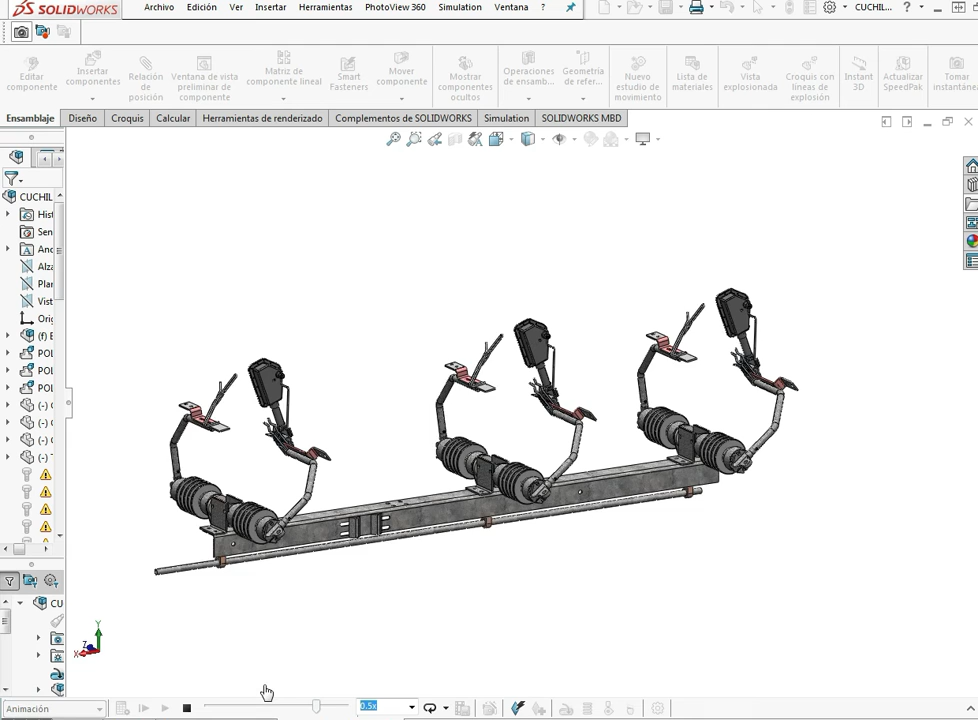 SOLIDWORKS Archivo Edición Ver Insertar Herramientas PhotoView 360 Simulation Ventana ? CUCHIL... ?
Editar componente
Insertar componentes
Relación de posición
Ventana de vista preliminar de componente
Matriz de componente lineal
Smart Fasteners
Mover componente
Mostrar componentes ocultos
Operaciones de ensamb...
Geometría de refer...
Nuevo estudio de movimiento
Lista de materiales
Vista explosionada
Croquis con líneas de explosión
Instant 3D
Actualizar SpeedPak
Tomar instantáne
Ensamblaje Diseño Croquis Calcular Herramientas de renderizado Complementos de SOLIDWORKS Simulation SOLIDWORKS MBD
CUCHIL
Hist
Sen
A Ano
Alza
Plar
Vist
Orig
(f) E
POL
POL
POL
(-) C
(-) C
(-) C
(-) T
Y
Z
X
CU
Animación 0.5x